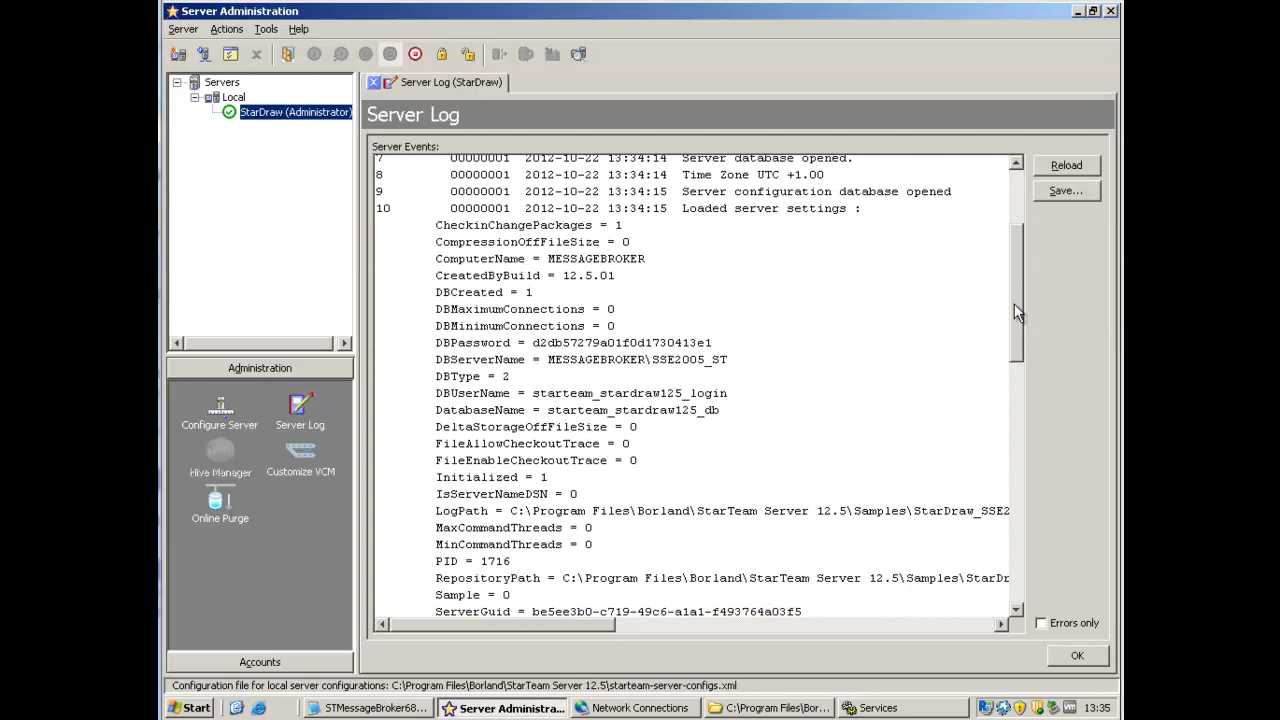 Server Administration
Server Actions Tools Help
Servers
Local
StarDraw (Administrator)
Administration
Configure Server Server Log
Hive Manager Customize VCM
Online Purge
Accounts
Server Log (StarDraw)
Server Log
Server Events:
7 00000001 2012-10-22 13:34:14 Server database opened.
8 00000001 2012-10-22 13:34:14 Time Zone UTC +1.00
9 00000001 2012-10-22 13:34:15 Server configuration database opened
10 00000001 2012-10-22 13:34:15 Loaded server settings :
CheckinChangePackages = 1
CompressionOffFileSize = 0
ComputerName = MESSAGEBROKER
CreatedByBuild = 12.5.01
DBCreated = 1
DBMaximumConnections = 0
DBMinimumConnections = 0
DBPassword = d2db57279a01f0d1730413e1
DBServerName = MESSAGEBROKER\SSE2005_ST
DBType = 2
DBUserName = starteam_stardraw125_login
DatabaseName = starteam_stardraw125_db
DeltaStorageOffFileSize = 0
FileAllowCheckoutTrace = 0
FileEnableCheckoutTrace = 0
Initialized = 1
IsServerNameDSN = 0
LogPath = C:\Program Files\Borland\StarTeam Server 12.5\Samples\StarDraw_SSE2
MaxCommandThreads = 0
MinCommandThreads = 0
PID = 1716
RepositoryPath = C:\Program Files\Borland\StarTeam Server 12.5\Samples\StarDr
Sample = 0
ServerGuid = be5ee3b0-c719-49c6-a1a1-f493764a03f5
Reload
Save...
Errors only
OK
Configuration file for local server configurations: C:\Program Files\Borland\StarTeam Server 12.5\starteam-server-configs.xml
Start STMessageBroker68... Server Administra... Network Connections C:\Program Files\Bor... Services 13:35